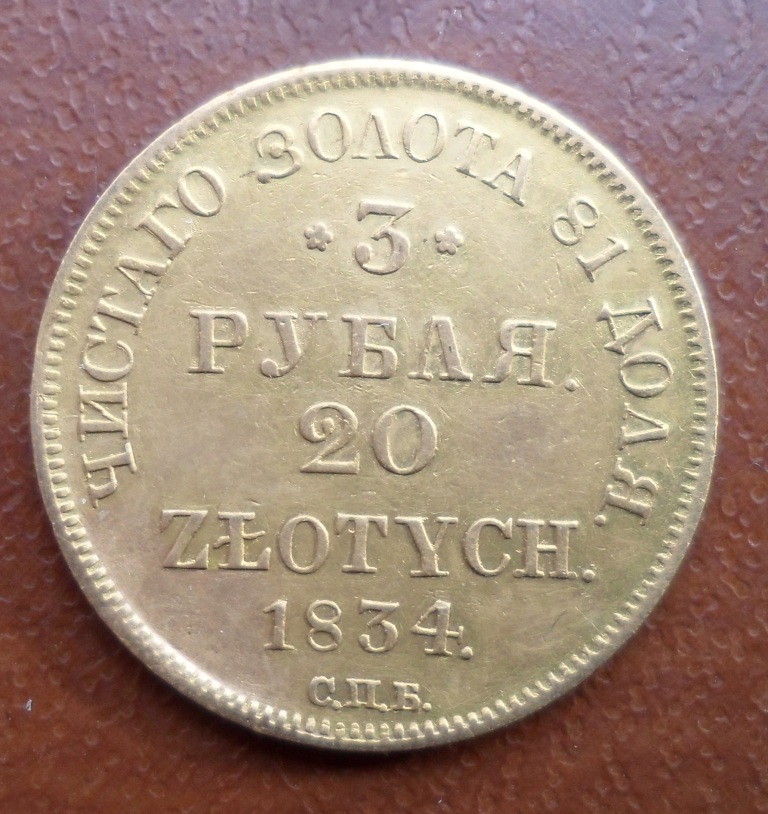 ЧИСТАГО ЗОЛОТА 81 ДОЛЯ.
* 3 *
РУБЛЯ.
20
ZŁOTYCH.
1834.
С.П.Б.